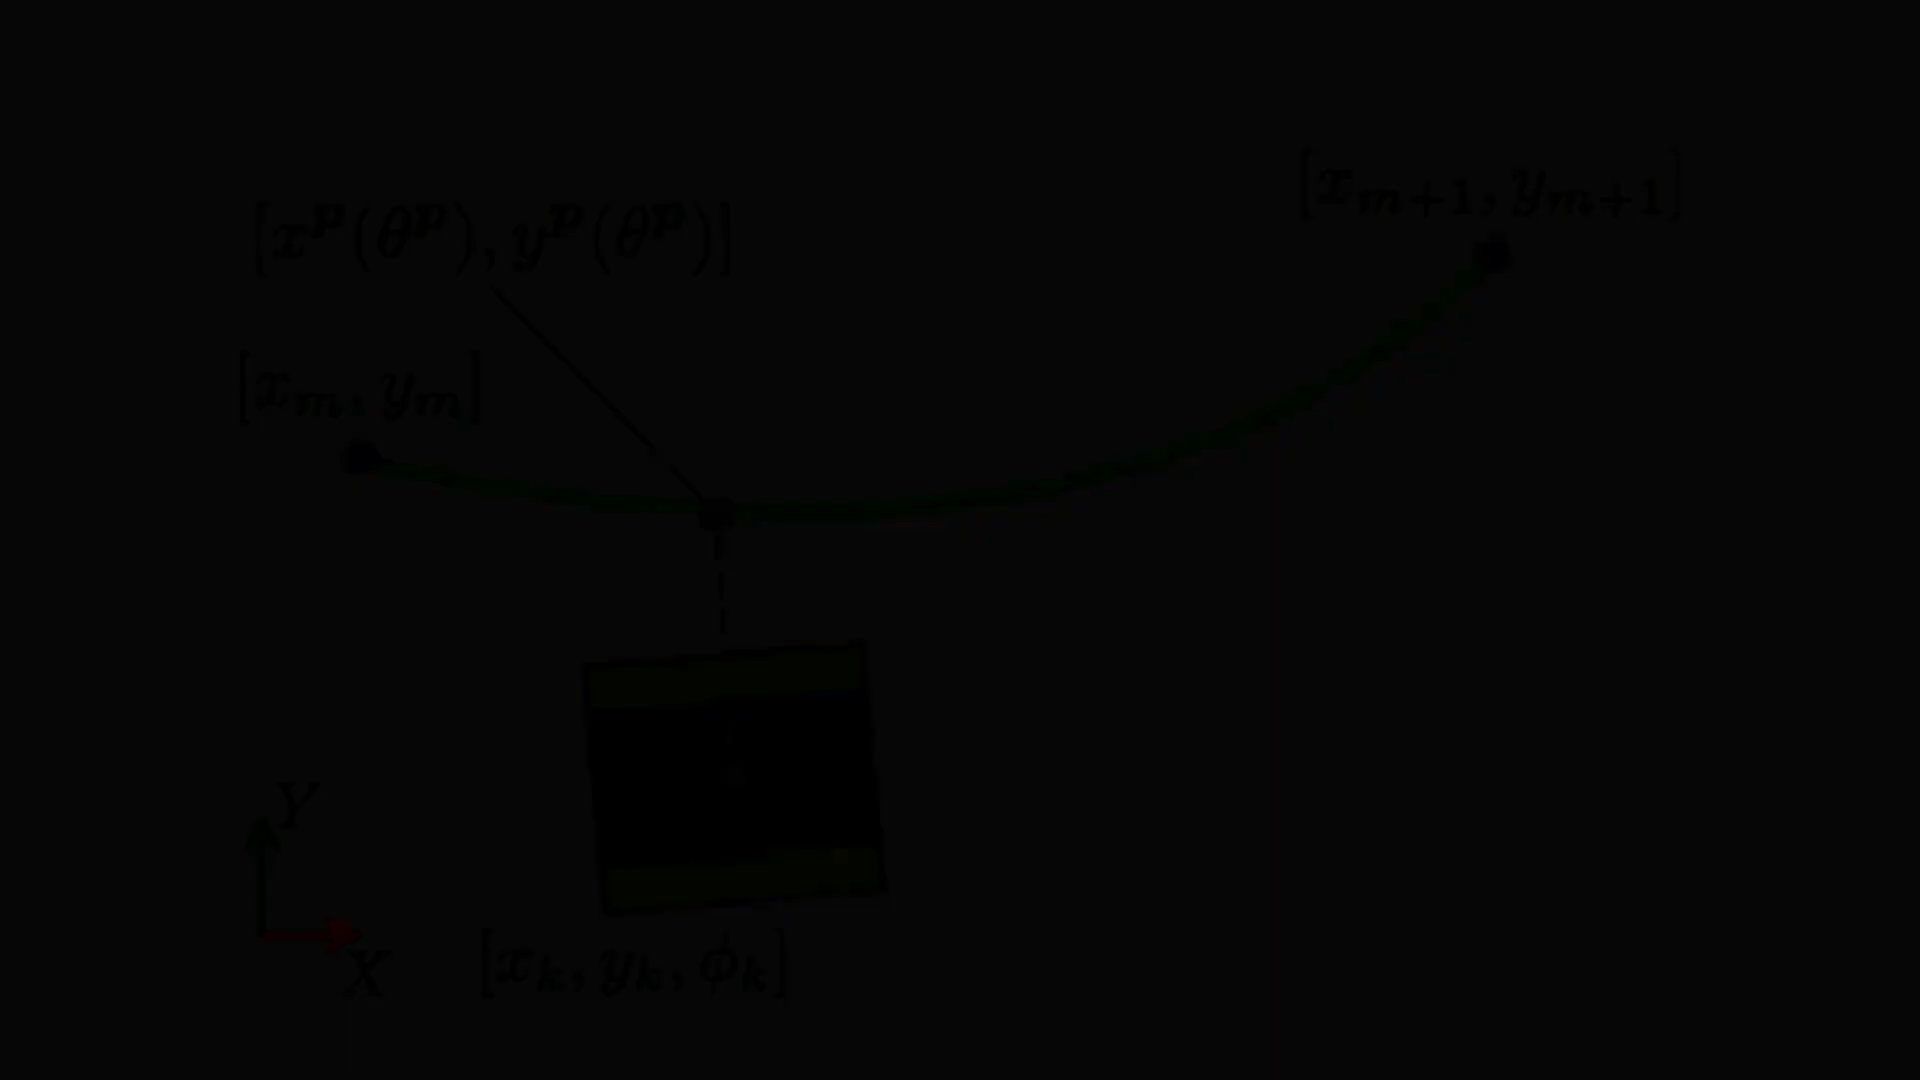 [x_{m+1}, y_{m+1}]
[x^p(θ^p), y^p(θ^p)]
[x_m, y_m]
Y
X
[x_k, y_k, ϕ_k]